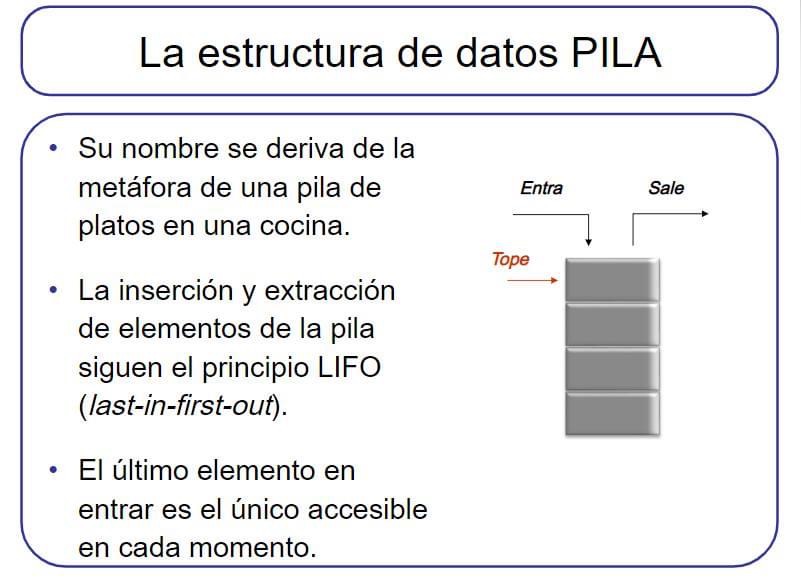 La estructura de datos PILA
• Su nombre se deriva de la
metáfora de una pila de
platos en una cocina.
• La inserción y extracción
de elementos de la pila
siguen el principio LIFO
(last-in-first-out).
• El último elemento en
entrar es el único accesible
en cada momento.
Entra
Sale
Tope